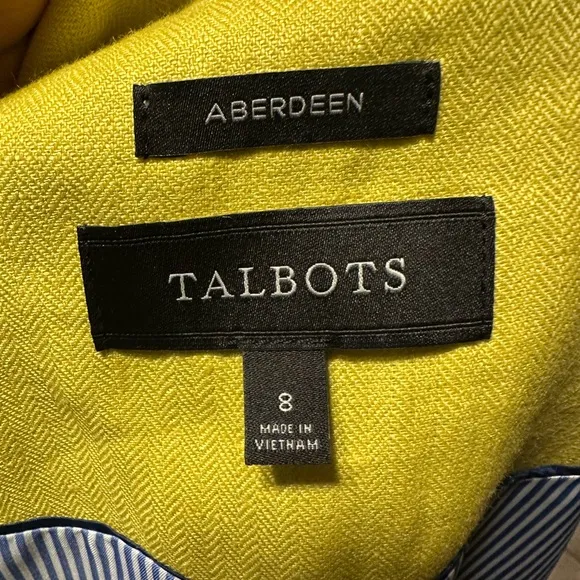 ABERDEEN
TALBOTS
8
MADE IN
VIETNAM